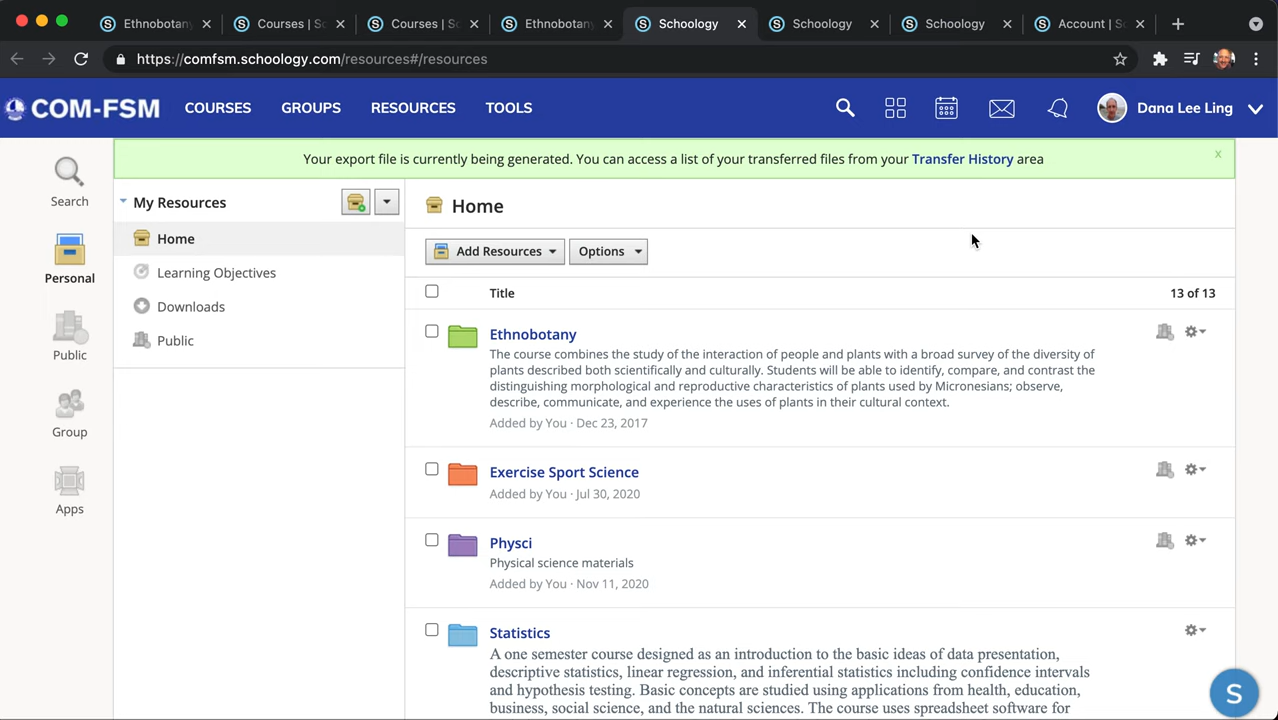 Ethnobotany
Courses | Sc
Courses | Sc
Ethnobotany
Schoology
Schoology
Schoology
Account | Sc
https://comfsm.schoology.com/resources#/resources
COM-FSM
COURSES
GROUPS
RESOURCES
TOOLS
Dana Lee Ling
Your export file is currently being generated. You can access a list of your transferred files from your Transfer History area
x
Search
Personal
Public
Group
Apps
My Resources
Home
Learning Objectives
Downloads
Public
Home
Add Resources
Options
Title
13 of 13
Ethnobotany
The course combines the study of the interaction of people and plants with a broad survey of the diversity of
plants described both scientifically and culturally. Students will be able to identify, compare, and contrast the
distinguishing morphological and reproductive characteristics of plants used by Micronesians; observe,
describe, communicate, and experience the uses of plants in their cultural context.
Added by You · Dec 23, 2017
Exercise Sport Science
Added by You · Jul 30, 2020
Physci
Physical science materials
Added by You · Nov 11, 2020
Statistics
A one semester course designed as an introduction to the basic ideas of data presentation,
descriptive statistics, linear regression, and inferential statistics including confidence intervals
and hypothesis testing. Basic concepts are studied using applications from health, education,
business, social science, and the natural sciences. The course uses spreadsheet software for
S